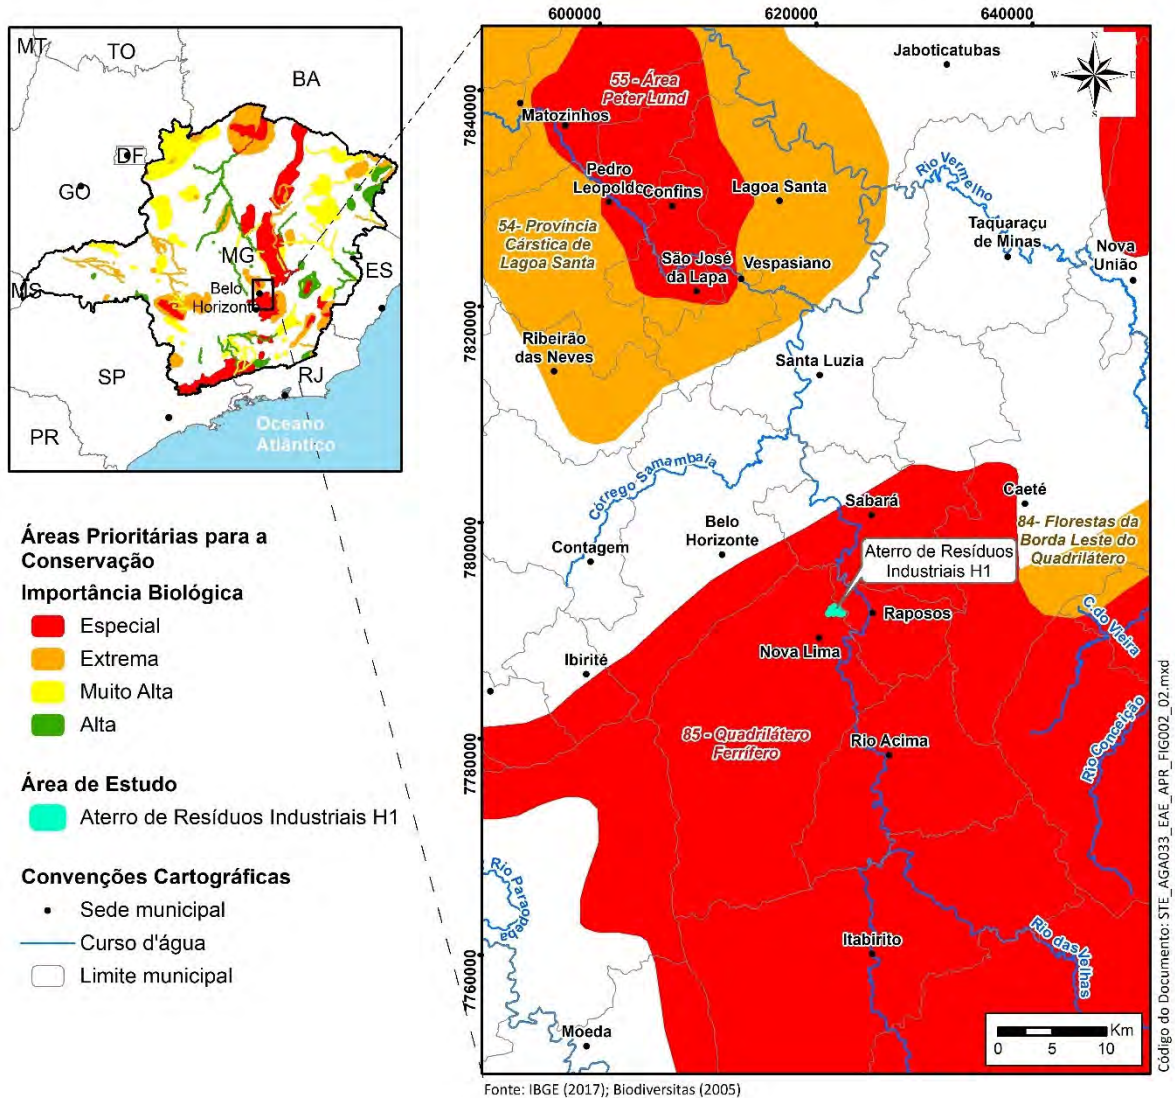 MT
TO
BA
DF
GO
MG
ES
MS
Belo
Horizonte
SP
RJ
PR
Oceano
Atlântico
Áreas Prioritárias para a
Conservação
Importância Biológica
Especial
Extrema
Muito Alta
Alta
Área de Estudo
Aterro de Resíduos Industriais H1
Convenções Cartográficas
Sede municipal
Curso d'água
Limite municipal
600000
620000
640000
7840000
7820000
7800000
7780000
7760000
N
W
E
S
Jaboticatubas
55 - Área
Peter Lund
Matozinhos
Pedro
Leopoldo
Confins
Lagoa Santa
Rio Vermelho
Taquaraçu
de Minas
Nova
União
54- Província
Cárstica de
Lagoa Santa
São José
da Lapa
Vespasiano
Ribeirão
das Neves
Santa Luzia
Córrego Samambaia
Sabará
Caeté
84- Florestas da
Borda Leste do
Quadrilátero
Contagem
Belo
Horizonte
Aterro de Resíduos
Industriais H1
Raposos
Nova Lima
C.do Vieira
Ibirité
85 - Quadrilátero
Ferrífero
Rio Acima
Rio Conceição
Rio Paraopeba
Itabirito
Rio das Velhas
Moeda
Km
0 5 10
Fonte: IBGE (2017); Biodiversitas (2005)
Código do Documento: STE_AGA033_EAE_APR_FIG002_02.mxd